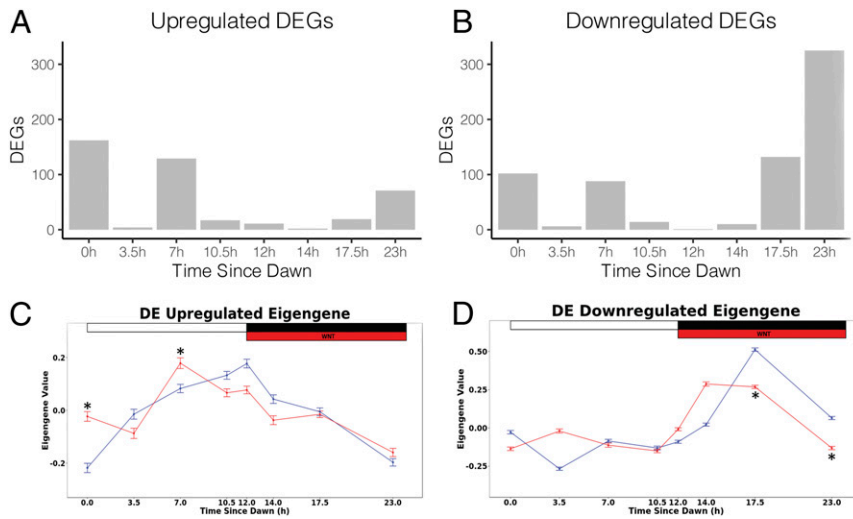 A
Upregulated DEGs
DEGs
300
200
100
0
0h 3.5h 7h 10.5h 12h 14h 17.5h 23h
Time Since Dawn
B
Downregulated DEGs
DEGs
300
200
100
0
0h 3.5h 7h 10.5h 12h 14h 17.5h 23h
Time Since Dawn
C
DE Upregulated Eigengene
WNT
Eigengene Value
0.2
0.0
-0.2
*
*
0.0 3.5 7.0 10.5 12.0 14.0 17.5 23.0
Time Since Dawn (h)
D
DE Downregulated Eigengene
WNT
Eigengene Value
0.50
0.25
0.00
-0.25
*
*
0.0 3.5 7.0 10.5 12.0 14.0 17.5 23.0
Time Since Dawn (h)